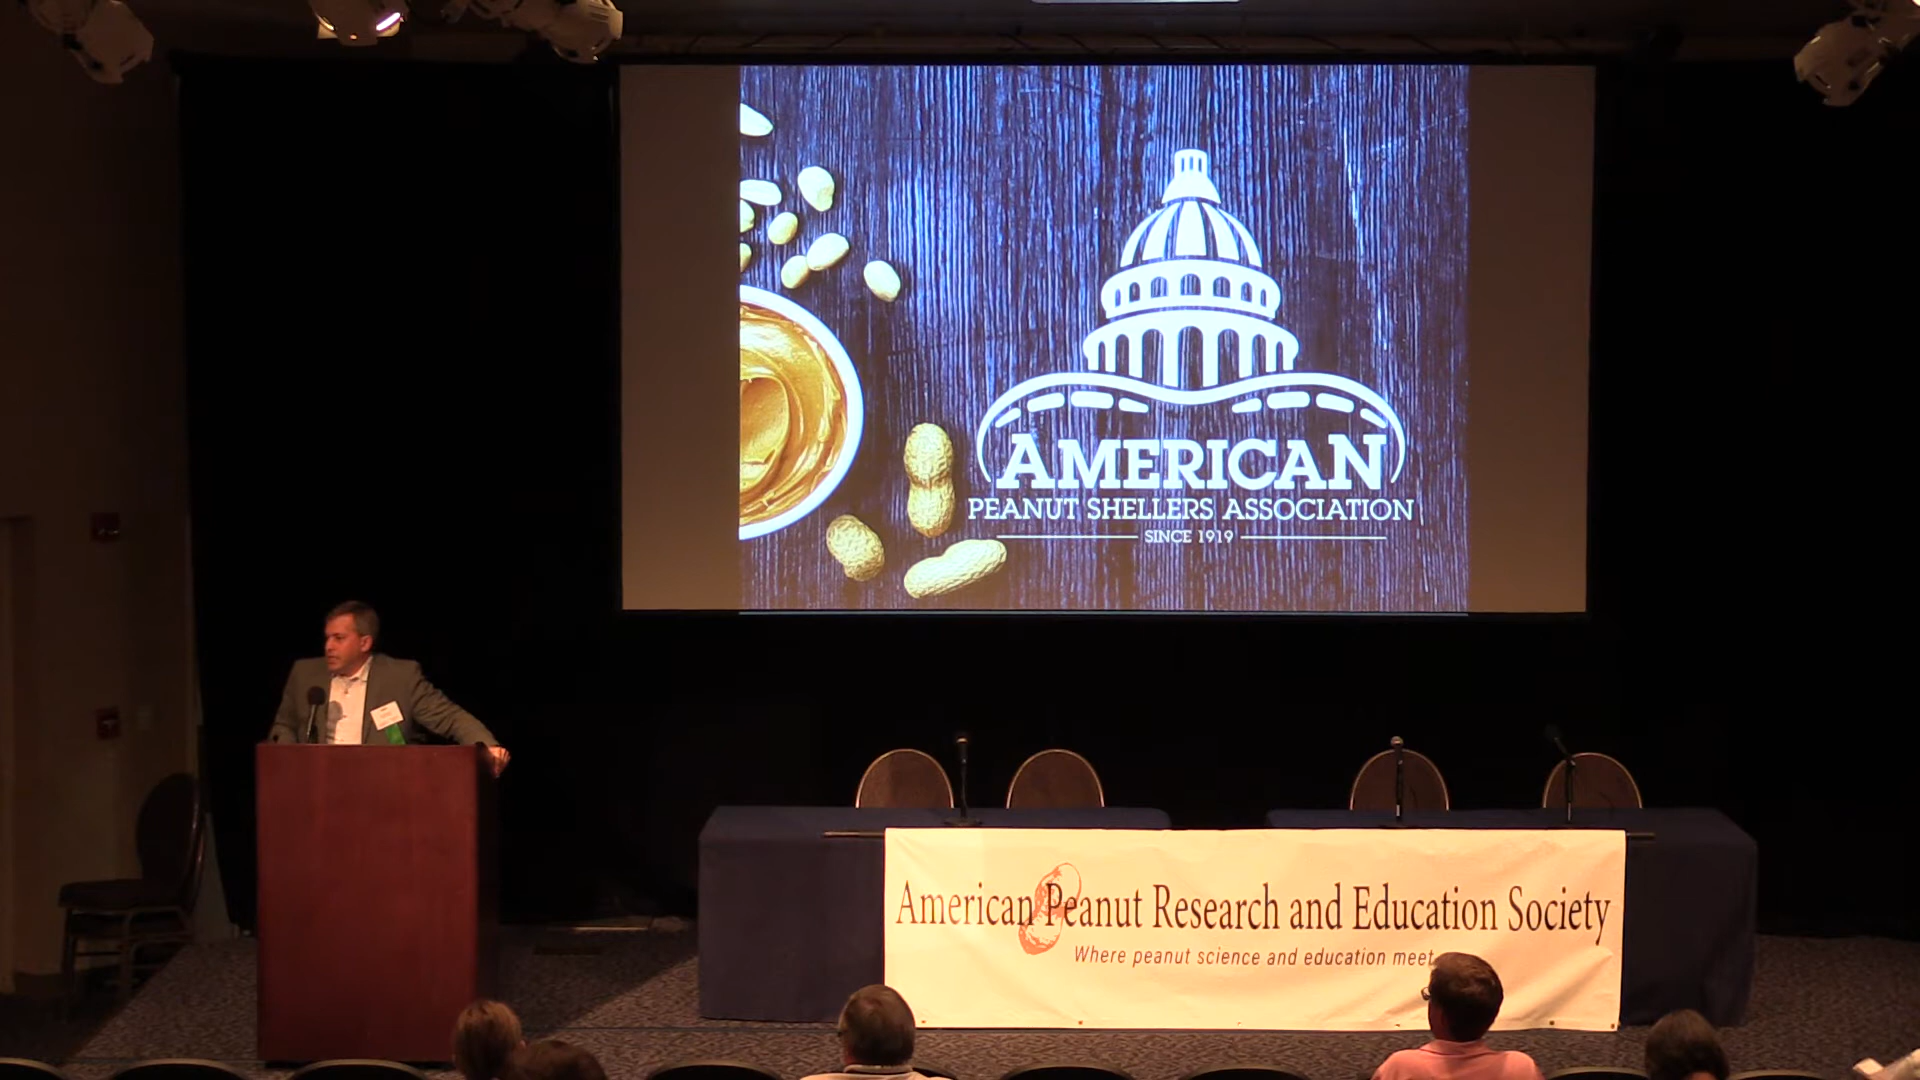 AMERICAN
PEANUT SHELLERS ASSOCIATION
SINCE 1919
American Peanut Research and Education Society
Where peanut science and education meet